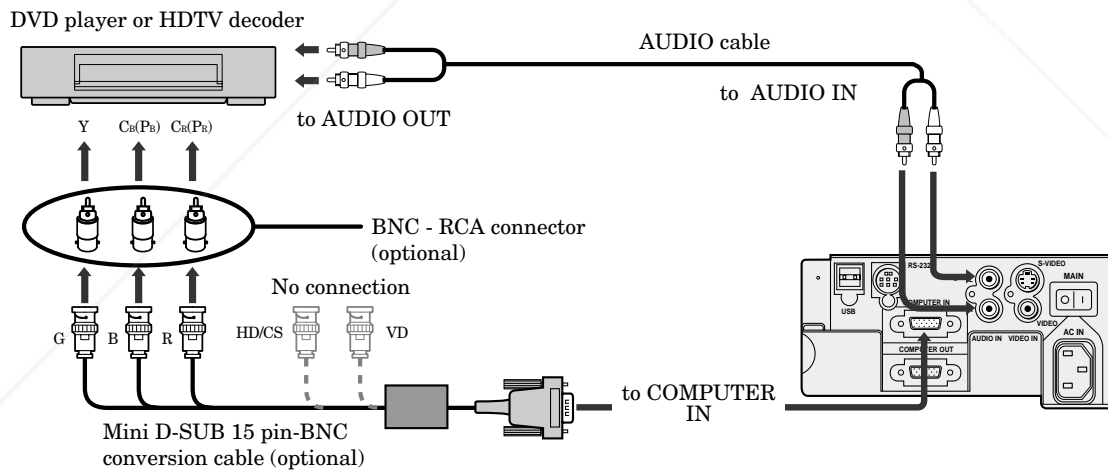 DVD player or HDTV decoder
AUDIO cable
to AUDIO IN
to AUDIO OUT
Y
CB(PB)
CR(PR)
BNC - RCA connector
(optional)
No connection
G
B
R
HD/CS
VD
to COMPUTER
IN
Mini D-SUB 15 pin-BNC
conversion cable (optional)
RS-232
S-VIDEO
MAIN
USB
COMPUTER IN
VIDEO
AUDIO IN
VIDEO IN
AC IN
COMPUTER OUT